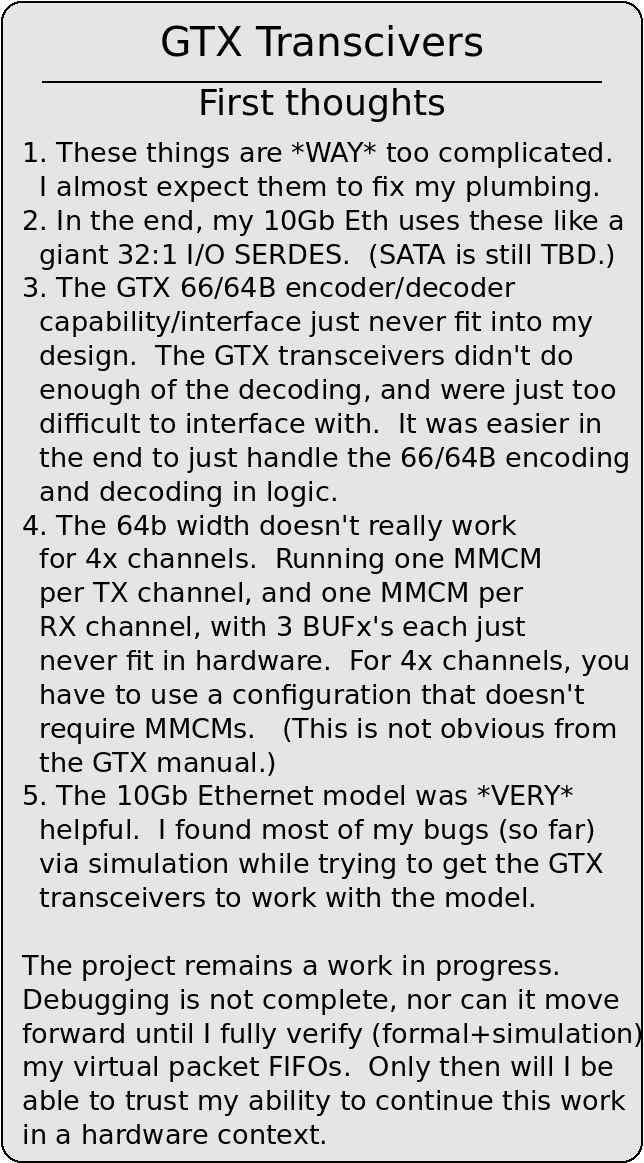 GTX Transcivers
First thoughts
1. These things are *WAY* too complicated.
I almost expect them to fix my plumbing.
2. In the end, my 10Gb Eth uses these like a
giant 32:1 I/O SERDES.  (SATA is still TBD.)
3. The GTX 66/64B encoder/decoder
capability/interface just never fit into my
design.  The GTX transceivers didn't do
enough of the decoding, and were just too
difficult to interface with.  It was easier in
the end to just handle the 66/64B encoding
and decoding in logic.
4. The 64b width doesn't really work
for 4x channels.  Running one MMCM
per TX channel, and one MMCM per
RX channel, with 3 BUFx's each just
never fit in hardware.  For 4x channels, you
have to use a configuration that doesn't
require MMCMs.   (This is not obvious from
the GTX manual.)
5. The 10Gb Ethernet model was *VERY*
helpful.  I found most of my bugs (so far)
via simulation while trying to get the GTX
transceivers to work with the model.
The project remains a work in progress.
Debugging is not complete, nor can it move
forward until I fully verify (formal+simulation)
my virtual packet FIFOs.  Only then will I be
able to trust my ability to continue this work
in a hardware context.